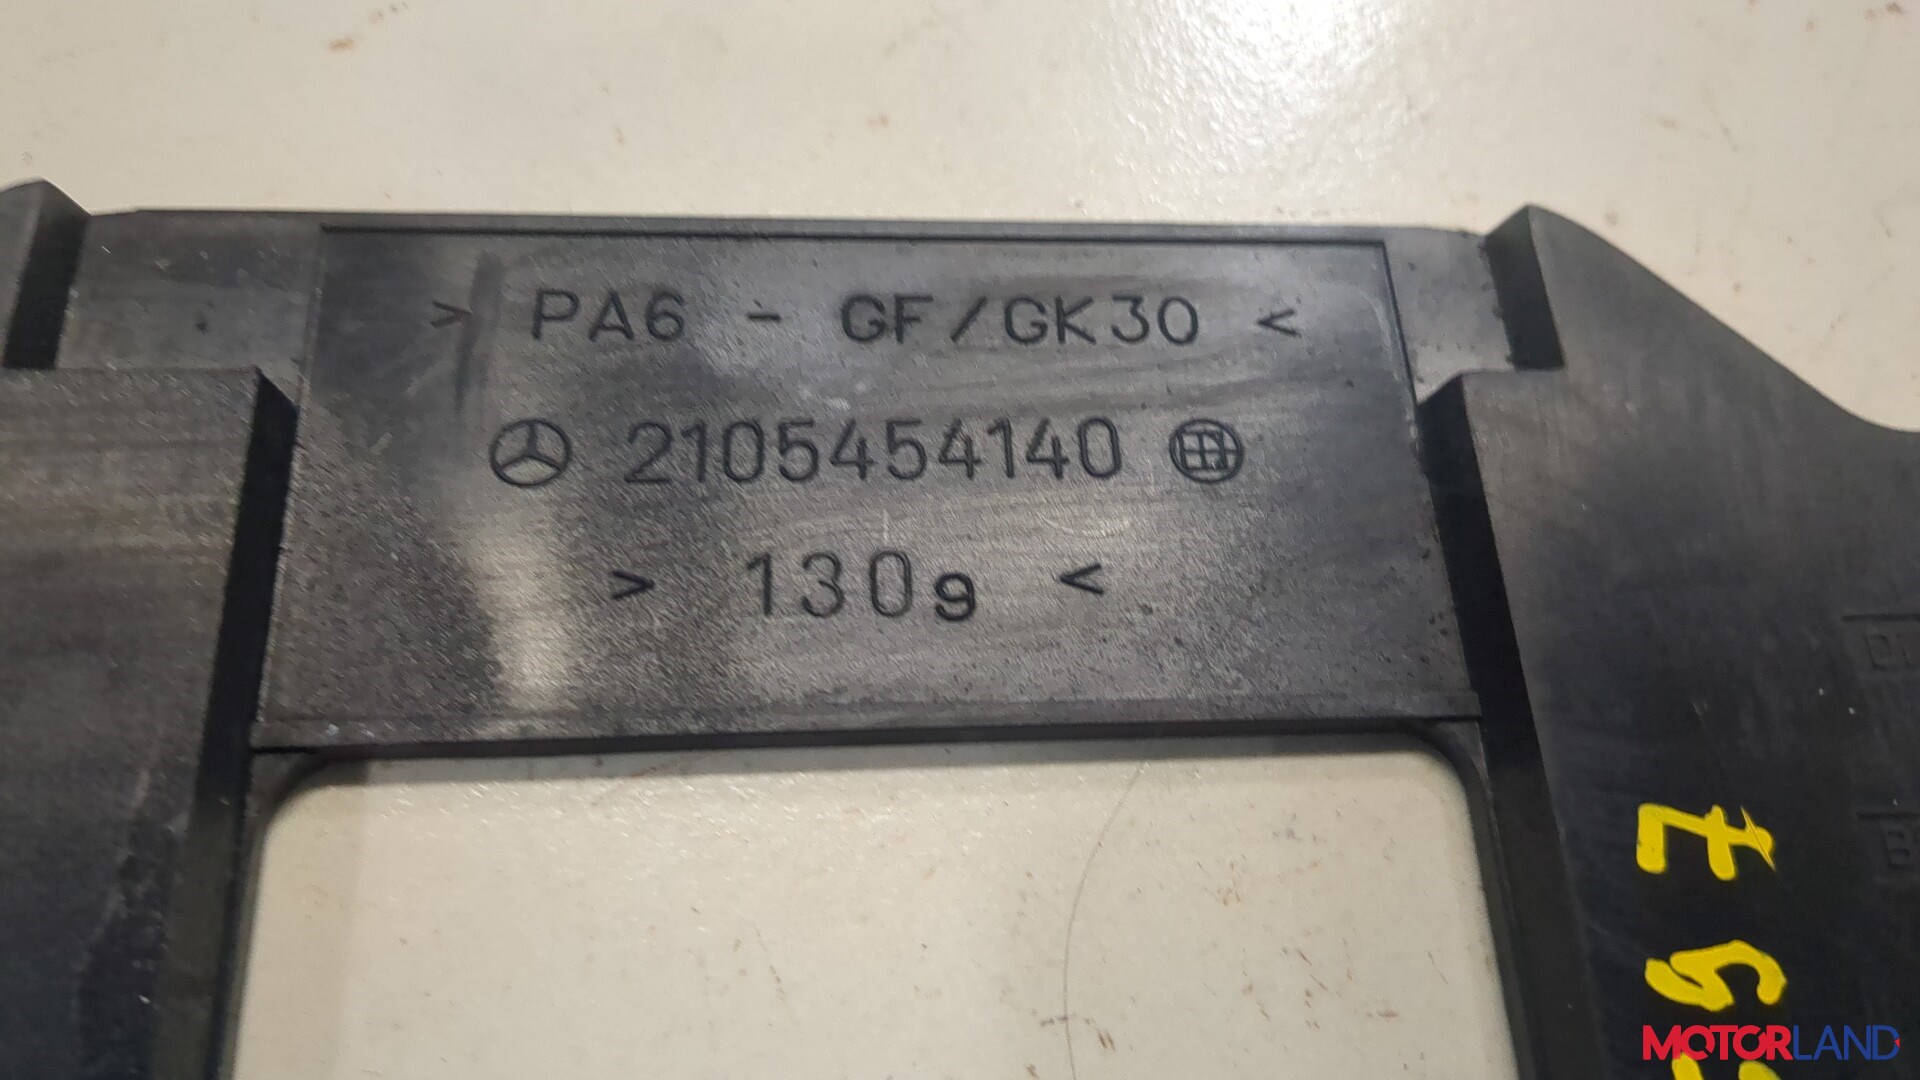 > PA6 - GF/GK30 <
2105454140
> 130g <
MOTORLAND